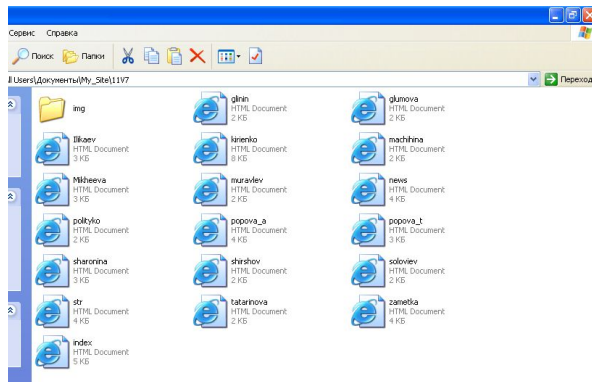 Сервис Справка
Поиск Папки
ll Users\Документы\My_Site\11V7
Переход
img
glinin
HTML Document
2 КБ
glumova
HTML Document
2 КБ
Ilikaev
HTML Document
3 КБ
kirienko
HTML Document
8 КБ
machihina
HTML Document
2 КБ
Mikheeva
HTML Document
3 КБ
muravlev
HTML Document
2 КБ
news
HTML Document
4 КБ
polityko
HTML Document
2 КБ
popova_a
HTML Document
4 КБ
popova_t
HTML Document
3 КБ
sharonina
HTML Document
3 КБ
shirshov
HTML Document
2 КБ
soloviev
HTML Document
2 КБ
str
HTML Document
4 КБ
tatarinova
HTML Document
2 КБ
zametka
HTML Document
4 КБ
index
HTML Document
5 КБ